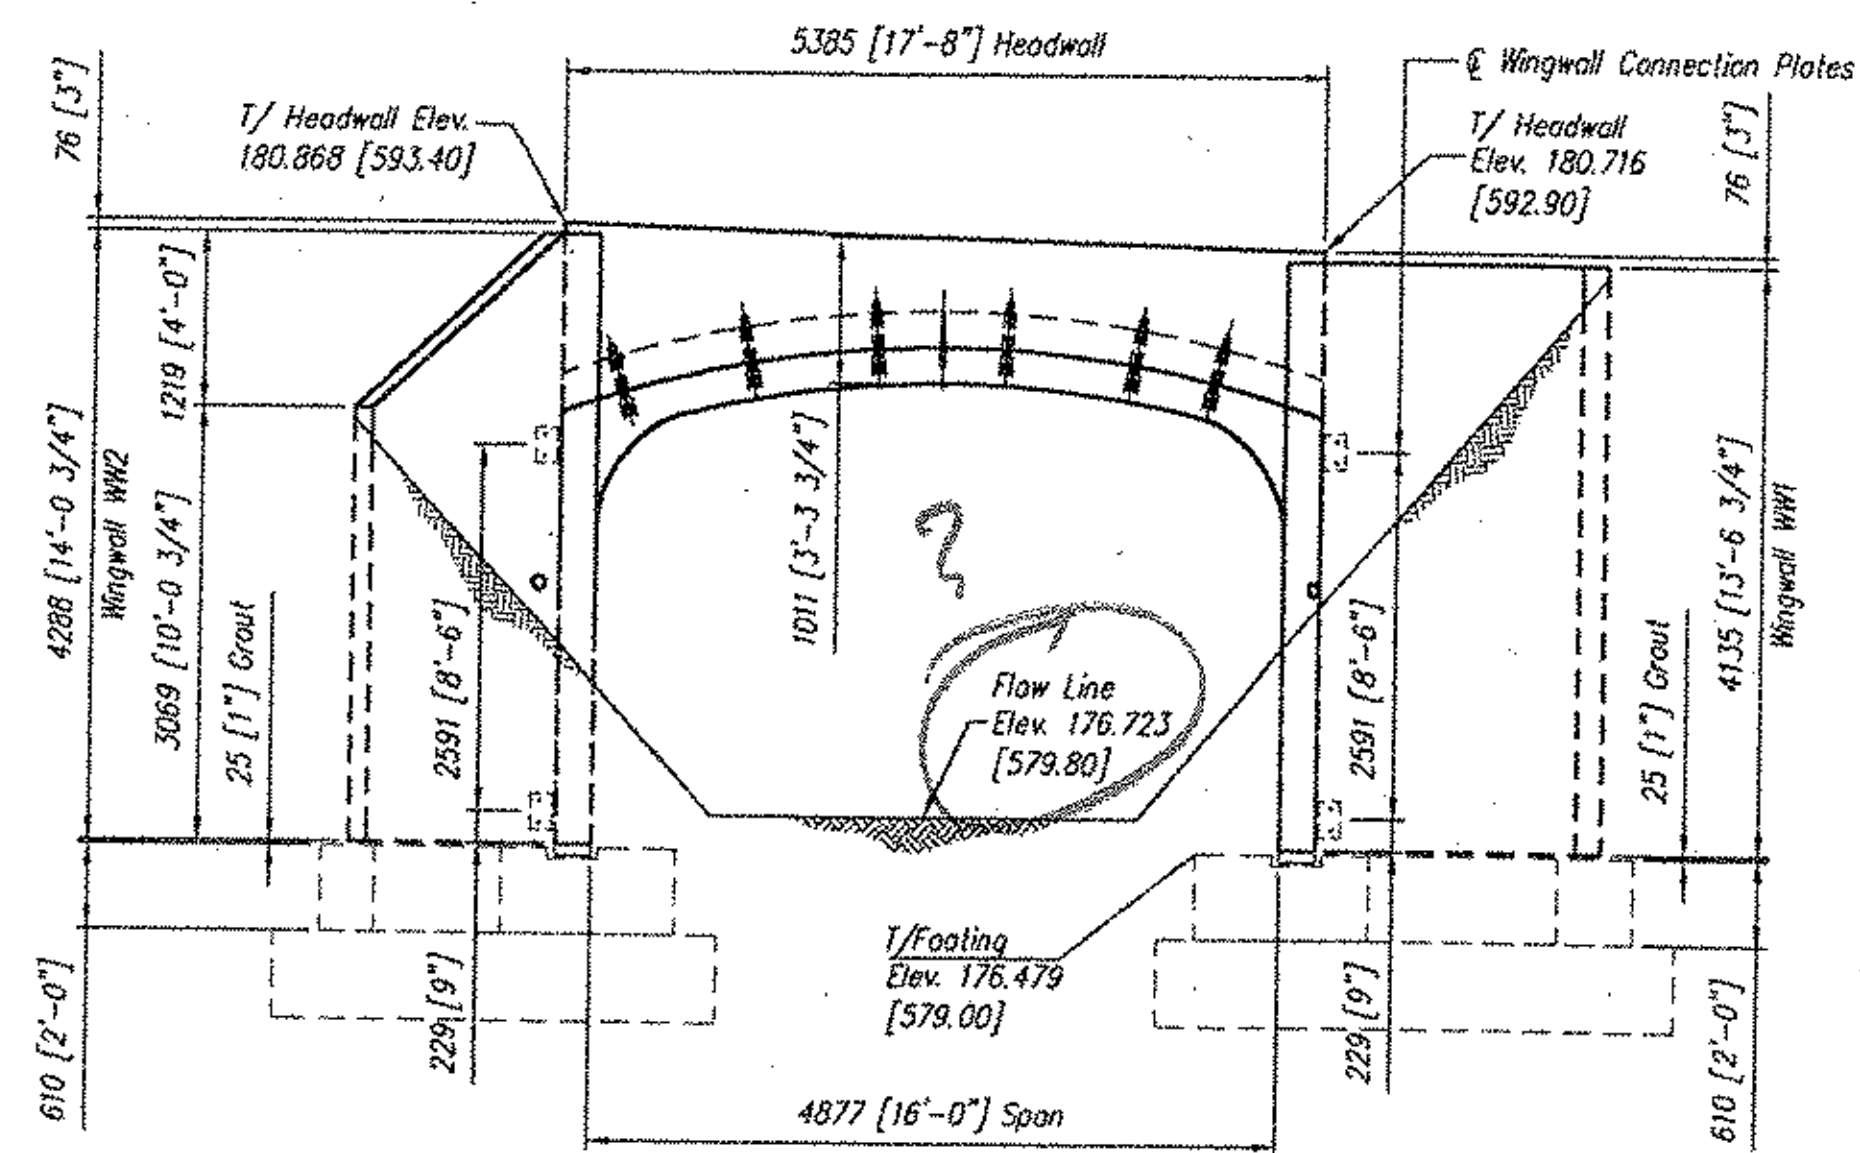 5385 [17'-8"] Headwall
℄ Wingwall Connection Plates
76 [3"]
T/ Headwall Elev.
180.868 [593.40]
T/ Headwall
Elev. 180.716
[592.90]
76 [3"]
1219 [4'-0"]
4288 [14'-0 3/4"]
Wingwall WW2
3069 [10'-0 3/4"]
25 [1"] Grout
2591 [8'-6"]
1011 [3'-3 3/4"]
?
Flow Line
Elev. 176.723
[579.80]
2591 [8'-6"]
25 [1"] Grout
4135 [13'-6 3/4"]
Wingwall WW1
T/Footing
Elev. 176.479
[579.00]
610 [2'-0"]
229 [9"]
229 [9"]
610 [2'-0"]
4877 [16'-0"] Span